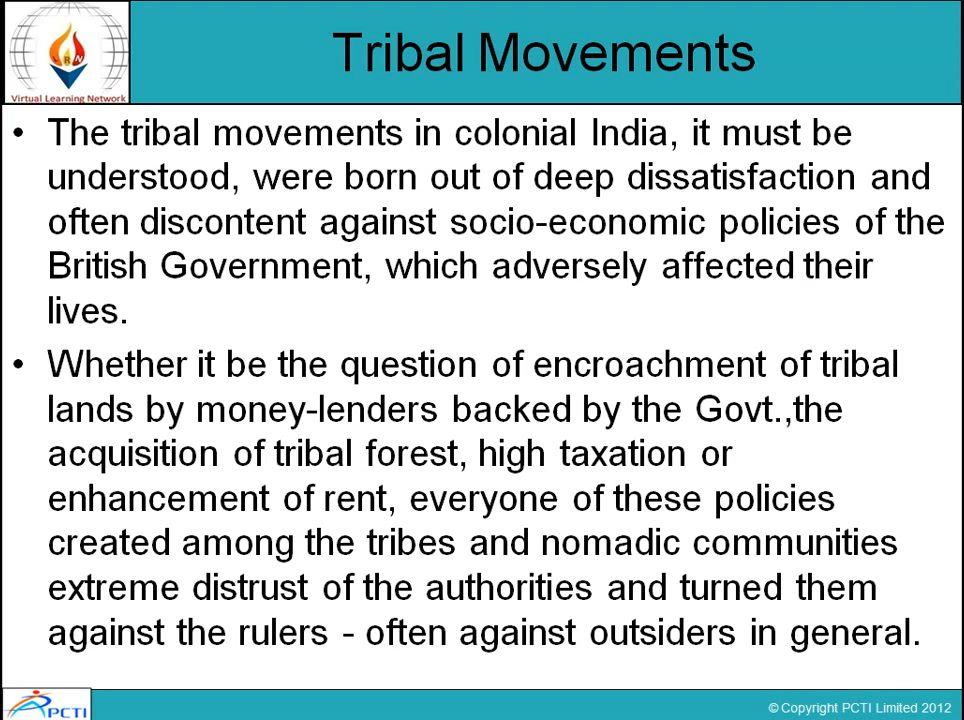 Tribal Movements
Virtual Learning Network
• The tribal movements in colonial India, it must be
understood, were born out of deep dissatisfaction and
often discontent against socio-economic policies of the
British Government, which adversely affected their
lives.
• Whether it be the question of encroachment of tribal
lands by money-lenders backed by the Govt.,the
acquisition of tribal forest, high taxation or
enhancement of rent, everyone of these policies
created among the tribes and nomadic communities
extreme distrust of the authorities and turned them
against the rulers - often against outsiders in general.
PCTI
© Copyright PCTI Limited 2012